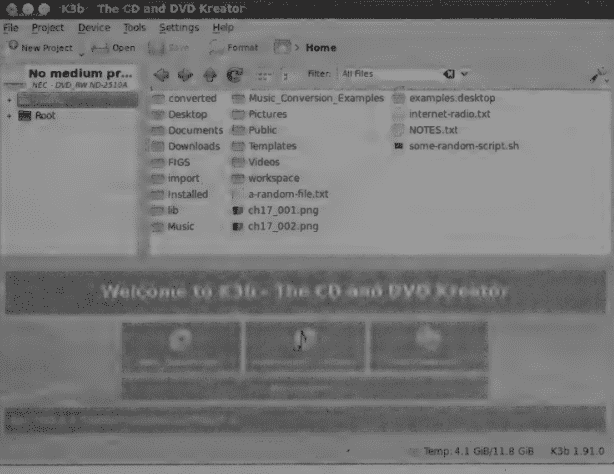 K3b - The CD and DVD Kreator
File Project Device Tools Settings Help
New Project Open Save Format > Home
No medium pr...
NEC - DVD_RW ND-2510A
Filter: All Files
+ Root
converted Music_Conversion_Examples examples.desktop
Desktop Pictures internet-radio.txt
Documents Public NOTES.txt
Downloads Templates some-random-script.sh
FIGS Videos
import workspace
Installed a-random-file.txt
lib ch17_001.png
Music ch17_002.png
Welcome to K3b - The CD and DVD Kreator
Temp: 4.1 GiB/11.8 GiB K3b 1.91.0